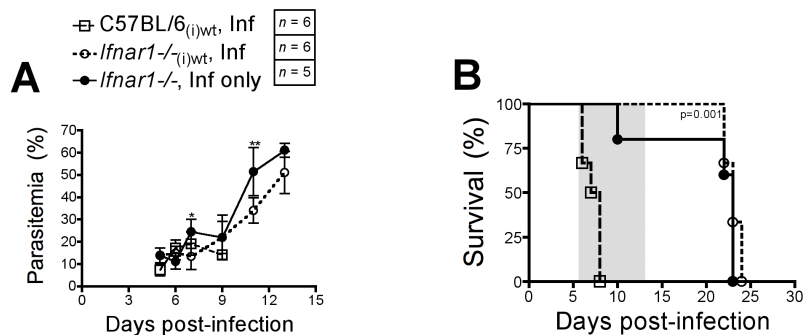 C57BL/6(i)wt, Inf
n = 6
Ifnar1-/-(i)wt, Inf
n = 6
Ifnar1-/-, Inf only
n = 5
A
Parasitemia (%)
70
60
50
40
30
20
10
0
*
**
0 3 6 9 12 15
Days post-infection
B
Survival (%)
100
75
50
25
0
p=0.001
0 5 10 15 20 25 30
Days post-infection